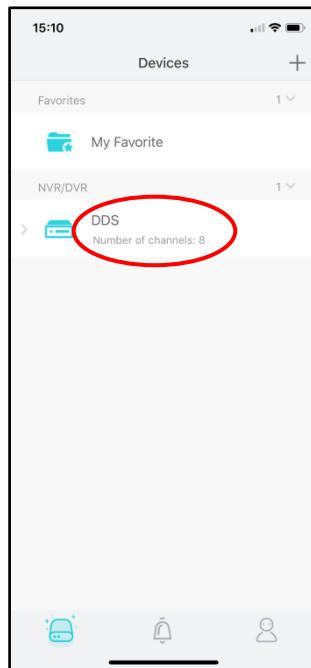 15:10
Devices
Favorites 1
My Favorite
NVR/DVR 1
DDS
Number of channels: 8